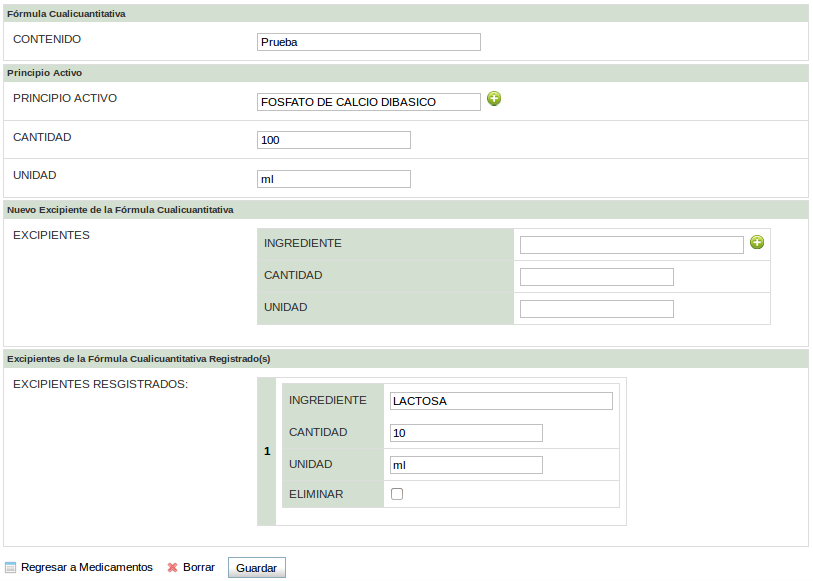 Fórmula Cualicuantitativa
CONTENIDO Prueba
Principio Activo
PRINCIPIO ACTIVO FOSFATO DE CALCIO DIBASICO
CANTIDAD 100
UNIDAD ml
Nuevo Excipiente de la Fórmula Cualicuantitativa
EXCIPIENTES INGREDIENTE
CANTIDAD
UNIDAD
Excipientes de la Fórmula Cualicuantitativa Registrado(s)
EXCIPIENTES RESGISTRADOS:
INGREDIENTE LACTOSA
CANTIDAD 10
1
UNIDAD ml
ELIMINAR
Regresar a Medicamentos Borrar Guardar